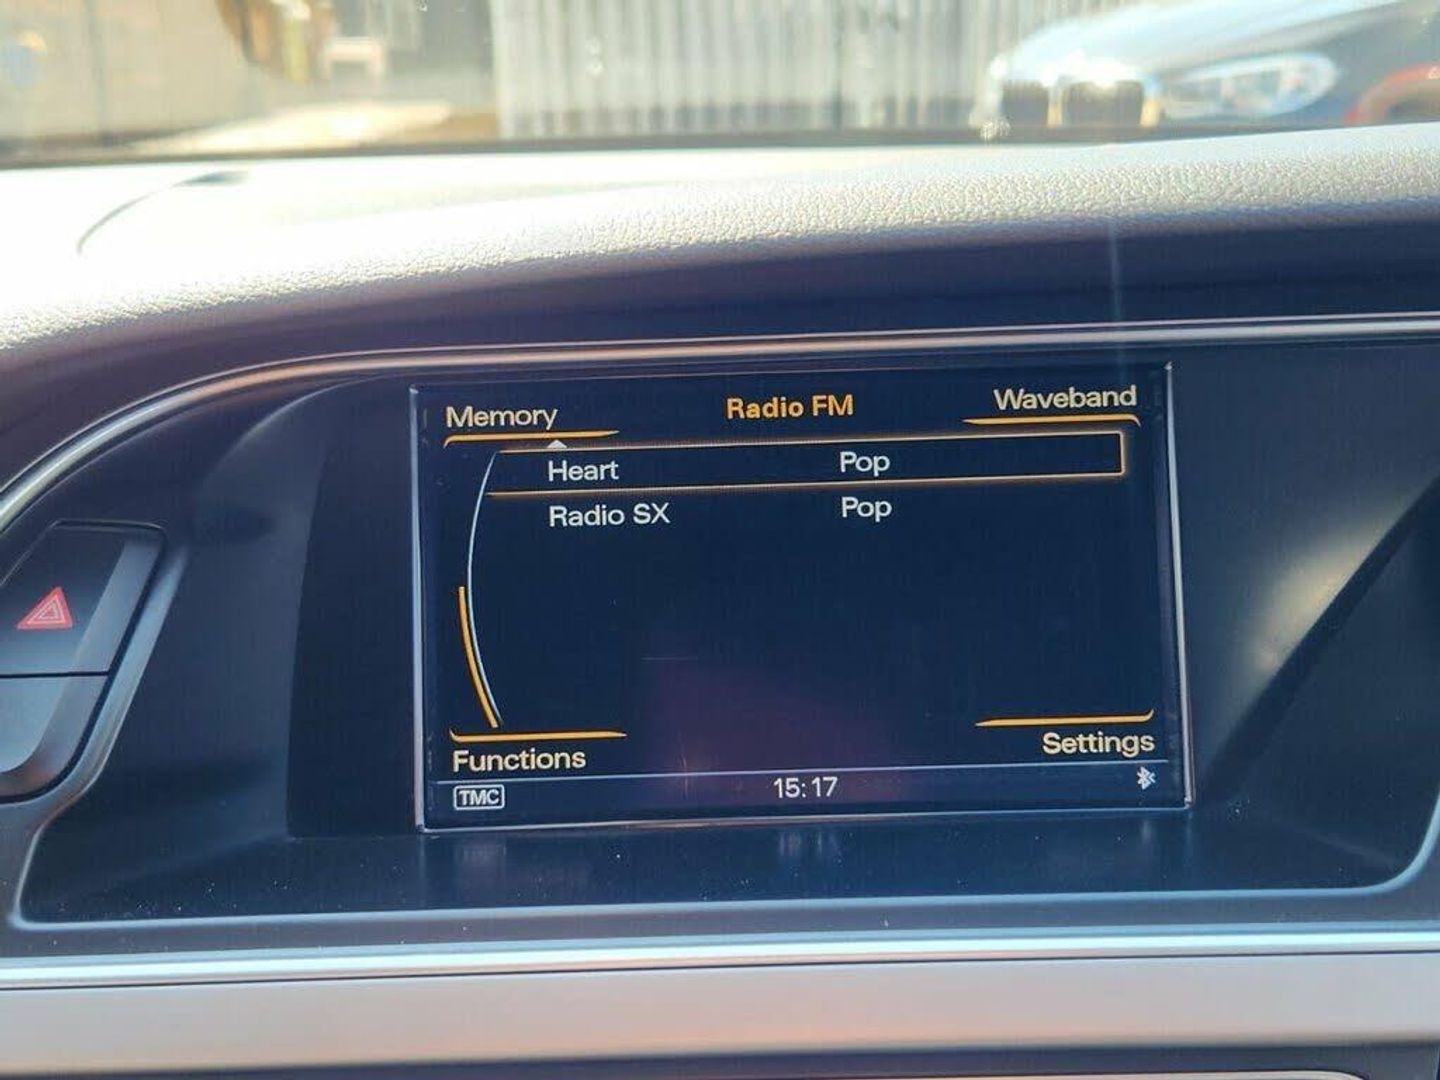 Memory Radio FM Waveband
Heart Pop
Radio SX Pop
Functions Settings
TMC 15:17